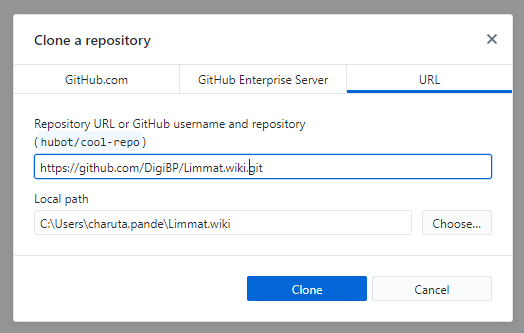 Clone a repository
GitHub.com
GitHub Enterprise Server
URL
Repository URL or GitHub username and repository
(hubot/cool-repo)
https://github.com/DigiBP/Limmat.wiki.git
Local path
C:\Users\charuta.pande\Limmat.wiki
Choose...
Clone
Cancel